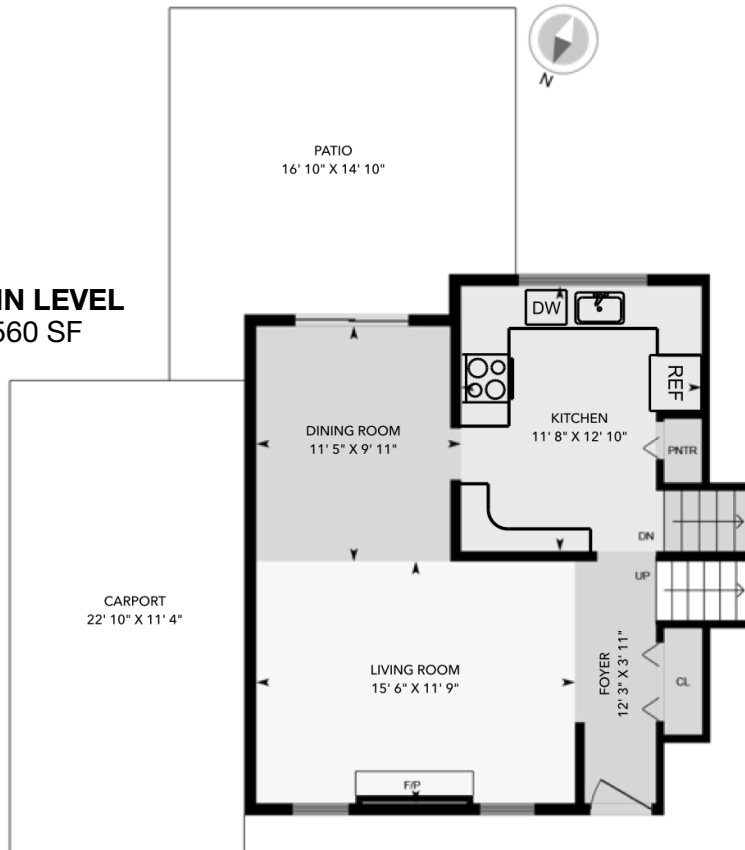 N
PATIO
16' 10" X 14' 10"
IN LEVEL
560 SF
DW
REF
KITCHEN
11' 8" X 12' 10"
DINING ROOM
11' 5" X 9' 11"
PNTR
DN
UP
CARPORT
22' 10" X 11' 4"
LIVING ROOM
15' 6" X 11' 9"
FOYER
12' 3" X 3' 11"
CL
F/P